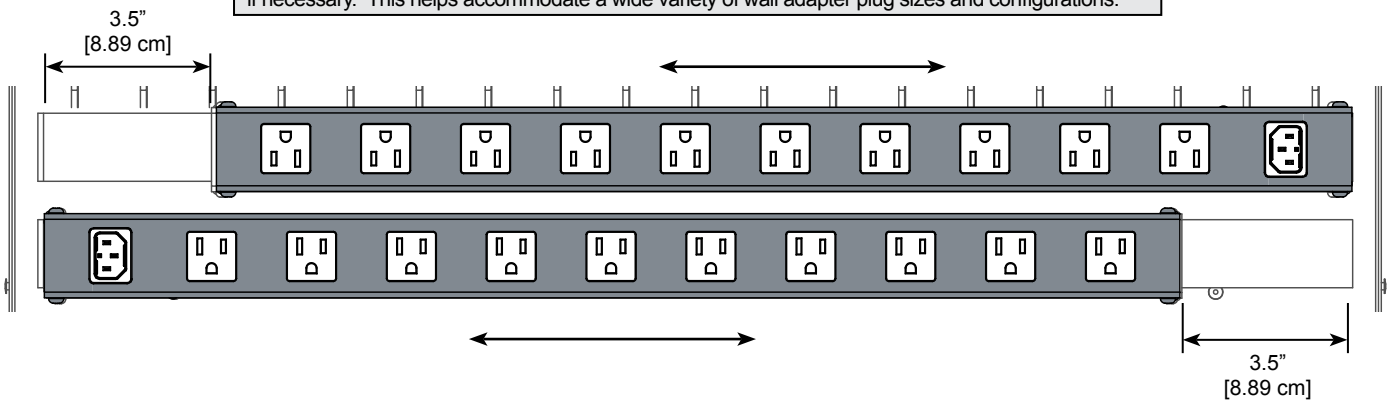 if necessary. This helps accommodate a wide variety of wall adapter plug sizes and configurations.
3.5”
[8.89 cm]
3.5”
[8.89 cm]